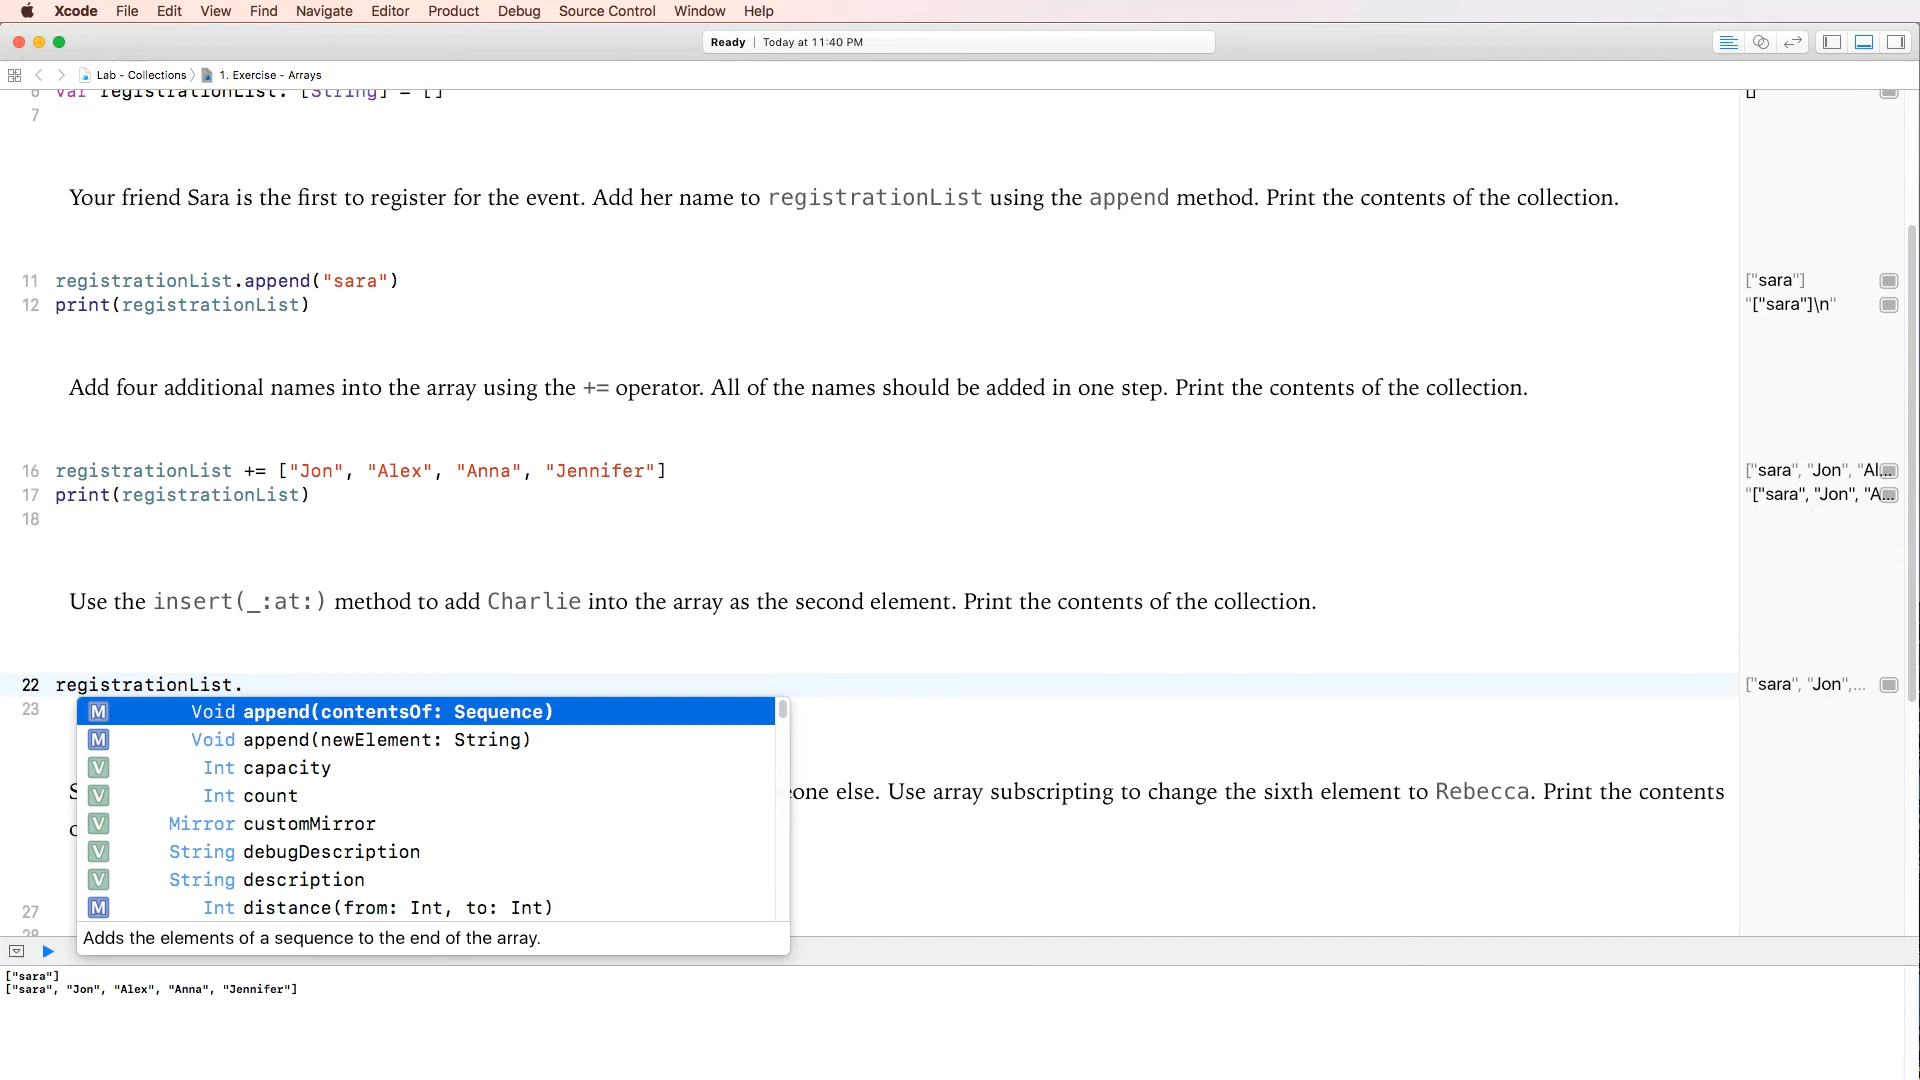 Xcode File Edit View Find Navigate Editor Product Debug Source Control Window Help
Ready | Today at 11:40 PM
Lab - Collections 1. Exercise - Arrays
6 var registrationList: [String] = [] []
7
Your friend Sara is the first to register for the event. Add her name to registrationList using the append method. Print the contents of the collection.
11 registrationList.append("sara") ["sara"]
12 print(registrationList) "["sara"]\n"
Add four additional names into the array using the += operator. All of the names should be added in one step. Print the contents of the collection.
16 registrationList += ["Jon", "Alex", "Anna", "Jennifer"] ["sara", "Jon", "Al...
17 print(registrationList) "["sara", "Jon", "A...
18
Use the insert(_:at:) method to add Charlie into the array as the second element. Print the contents of the collection.
22 registrationList. ["sara", "Jon",...
23
M Void append(contentsOf: Sequence)
M Void append(newElement: String)
V Int capacity
V Int count
S eone else. Use array subscripting to change the sixth element to Rebecca. Print the contents
V Mirror customMirror
V String debugDescription
V String description
27
M Int distance(from: Int, to: Int)
28
Adds the elements of a sequence to the end of the array.
["sara"]
["sara", "Jon", "Alex", "Anna", "Jennifer"]